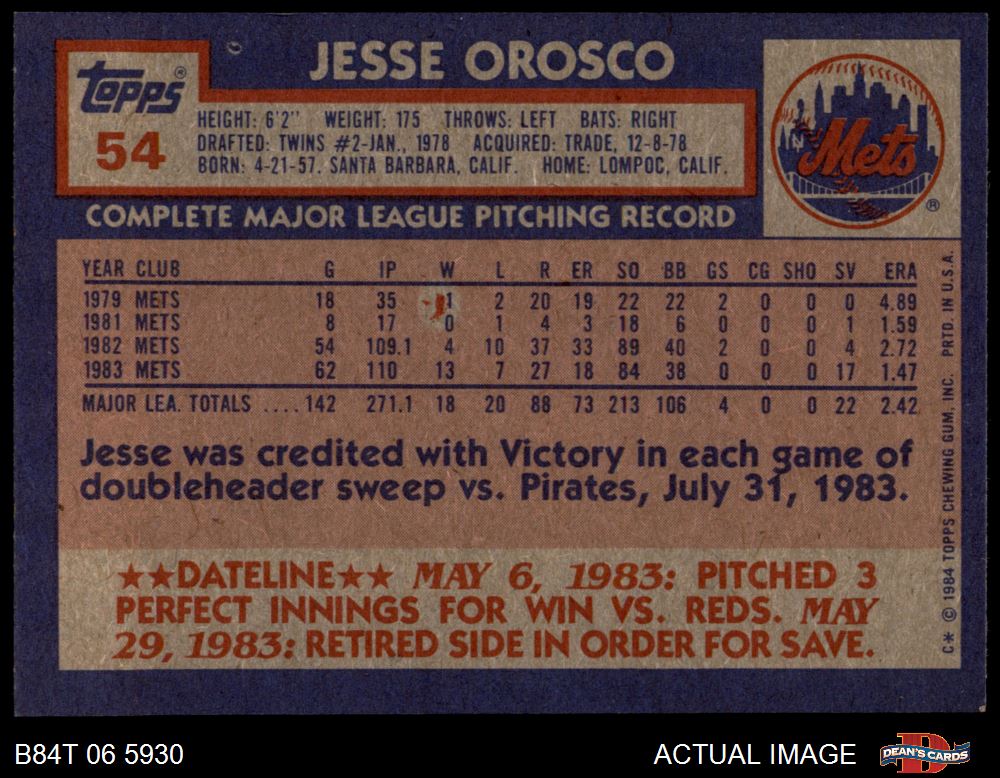 JESSE OROSCO
Topps®
54
HEIGHT: 6'2" WEIGHT: 175 THROWS: LEFT BATS: RIGHT
DRAFTED: TWINS #2-JAN., 1978 ACQUIRED: TRADE, 12-8-78
BORN: 4-21-57. SANTA BARBARA, CALIF. HOME: LOMPOC, CALIF.
Mets
®
COMPLETE MAJOR LEAGUE PITCHING RECORD
YEAR CLUB G IP W L R ER SO BB GS CG SHO SV ERA
1979 METS 18 35 1 2 20 19 22 22 2 0 0 0 4.89
1981 METS 8 17 0 1 4 3 18 6 0 0 0 1 1.59
1982 METS 54 109.1 4 10 37 33 89 40 2 0 0 4 2.72
1983 METS 62 110 13 7 27 18 84 38 0 0 0 17 1.47
MAJOR LEA. TOTALS ....142 271.1 18 20 88 73 213 106 4 0 0 22 2.42
Jesse was credited with Victory in each game of
doubleheader sweep vs. Pirates, July 31, 1983.
★★DATELINE★★ MAY 6, 1983: PITCHED 3
PERFECT INNINGS FOR WIN VS. REDS. MAY
29, 1983: RETIRED SIDE IN ORDER FOR SAVE.
C* © 1984 TOPPS CHEWING GUM, INC. PRTD. IN U.S.A.
B84T 06 5930
ACTUAL IMAGE
DEAN'S CARDS